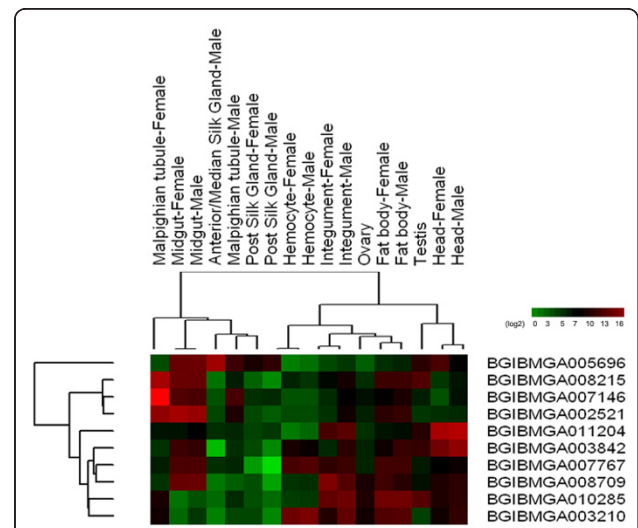 Malpighian tubule-Female
Midgut-Female
Midgut-Male
Anterior/Median Silk Gland-Male
Malpighian tubule-Male
Post Silk Gland-Female
Post Silk Gland-Male
Hemocyte-Female
Hemocyte-Male
Integument-Female
Integument-Male
Ovary
Fat body-Female
Fat body-Male
Testis
Head-Female
Head-Male
(log2) 0 3 5 10 13 16
BGIBMGA005696
BGIBMGA008215
BGIBMGA007146
BGIBMGA002521
BGIBMGA011204
BGIBMGA003842
BGIBMGA007767
BGIBMGA008709
BGIBMGA010285
BGIBMGA003210